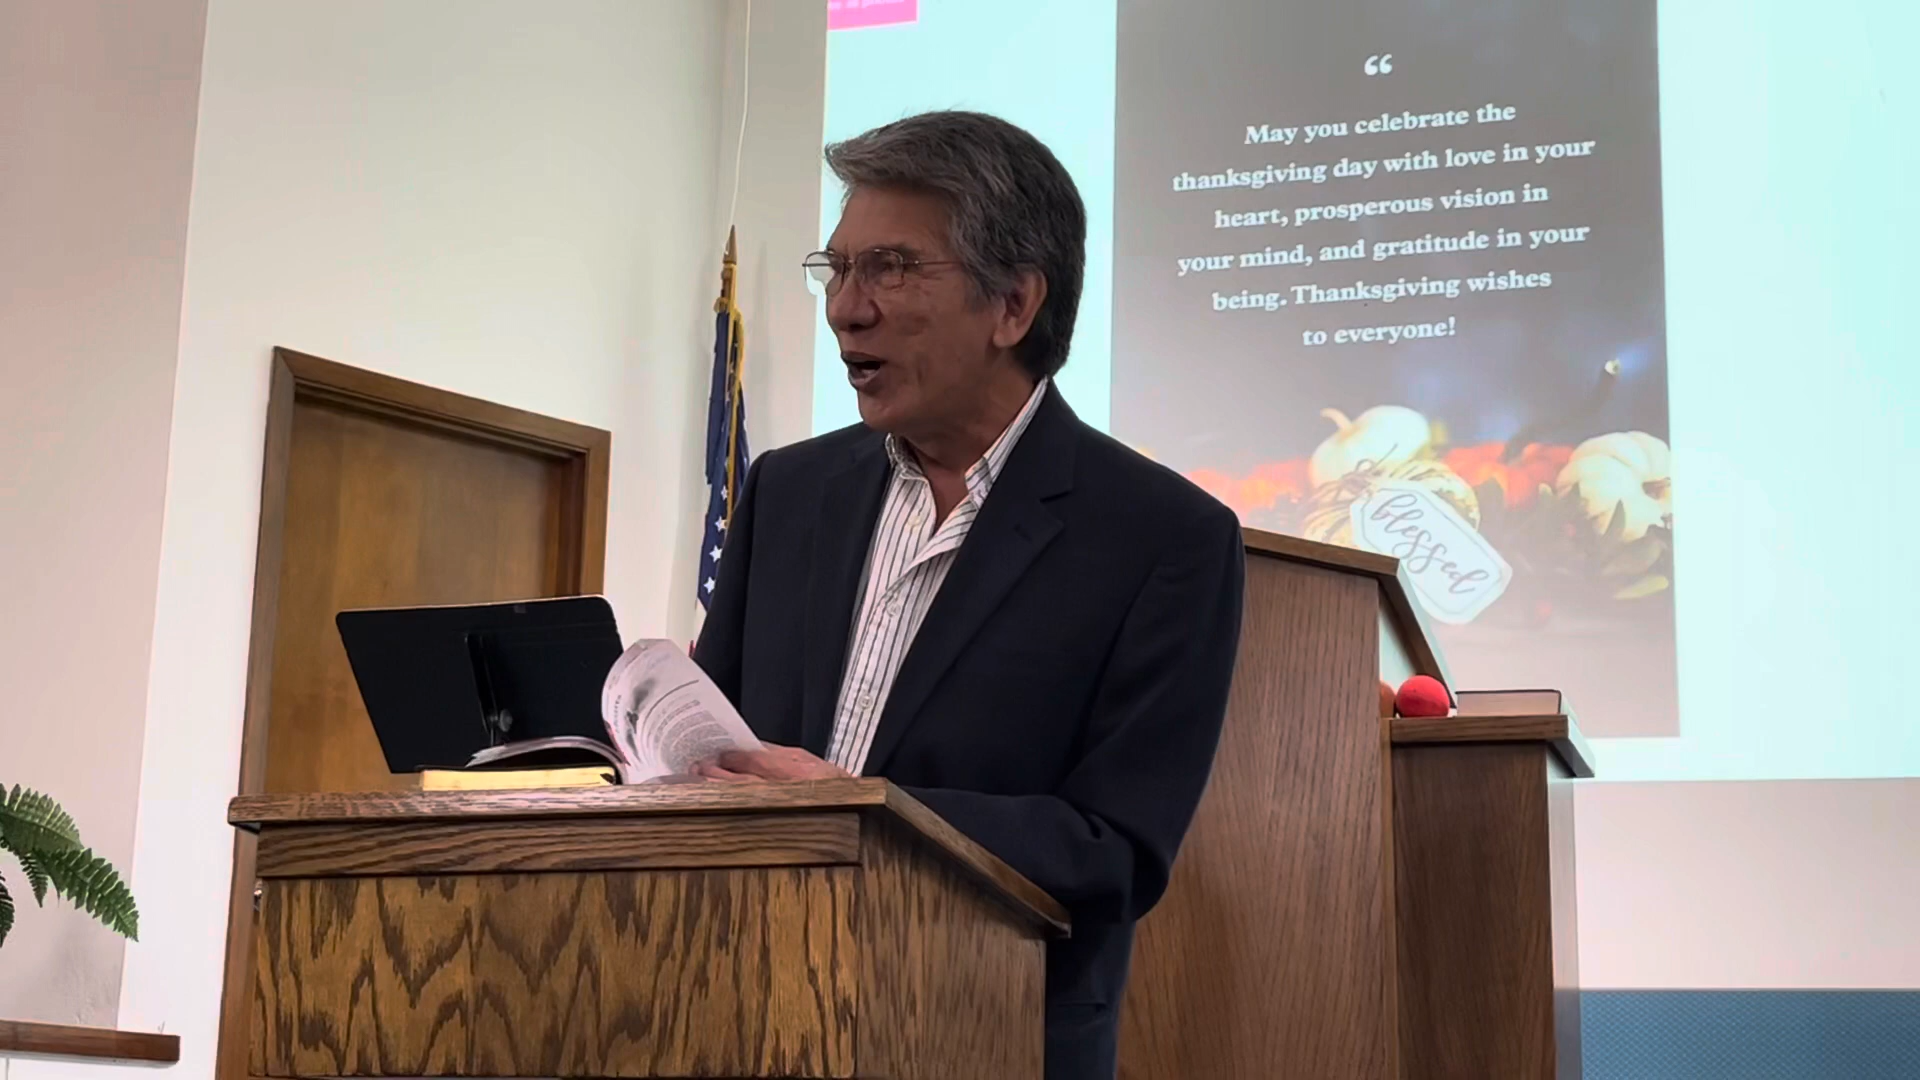 “
May you celebrate the
thanksgiving day with love in your
heart, prosperous vision in
your mind, and gratitude in your
being. Thanksgiving wishes
to everyone!
blessed